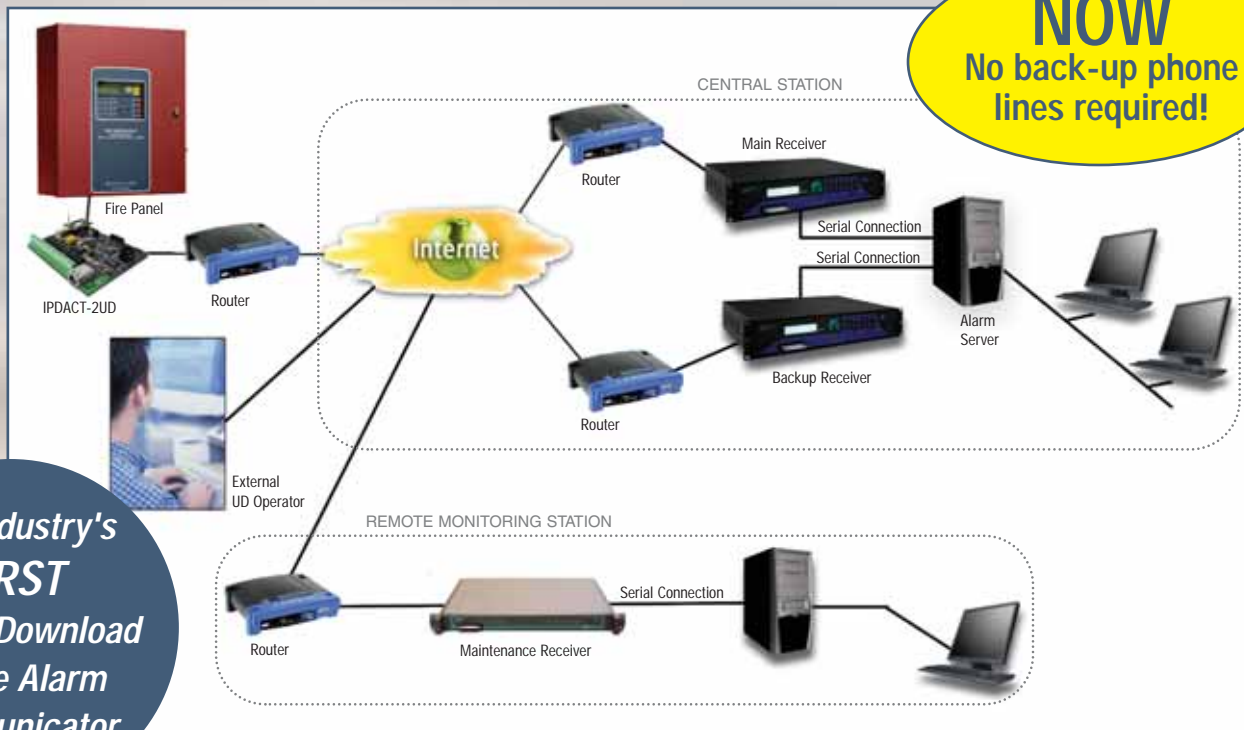 NOW
No back-up phone
lines required!
CENTRAL STATION
Main Receiver
Router
Fire Panel
Serial Connection
Serial Connection
Internet
IPDACT-2UD
Router
Alarm
Server
Backup Receiver
Router
External
UD Operator
REMOTE MONITORING STATION
Serial Connection
Router
Maintenance Receiver
Download
Alarm